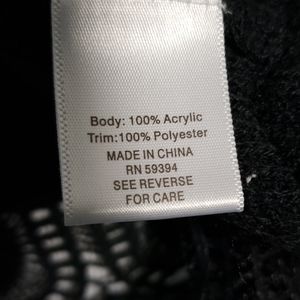 Body: 100% Acrylic
Trim:100% Polyester
MADE IN CHINA
RN 59394
SEE REVERSE
FOR CARE